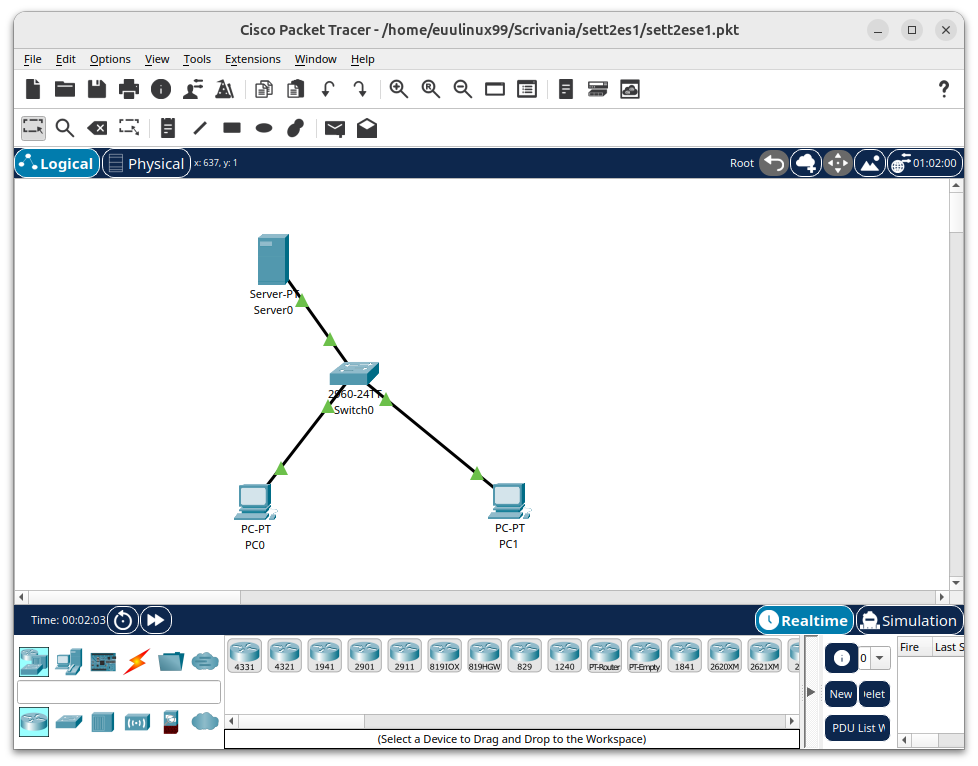 Cisco Packet Tracer - /home/euulinux99/Scrivania/sett2es1/sett2ese1.pkt
File Edit Options View Tools Extensions Window Help
?
Logical Physical x: 637, y: 1 Root 01:02:00
Server-PT
Server0
2960-24TT
Switch0
PC-PT
PC0
PC-PT
PC1
Time: 00:02:03 Realtime Simulation
4331 4321 1941 2901 2911 819IOX 819HGW 829 1240 PT-Router PT-Empty 1841 2620XM 2621XM 2
0
Fire Last S
New elet
PDU List W
(Select a Device to Drag and Drop to the Workspace)